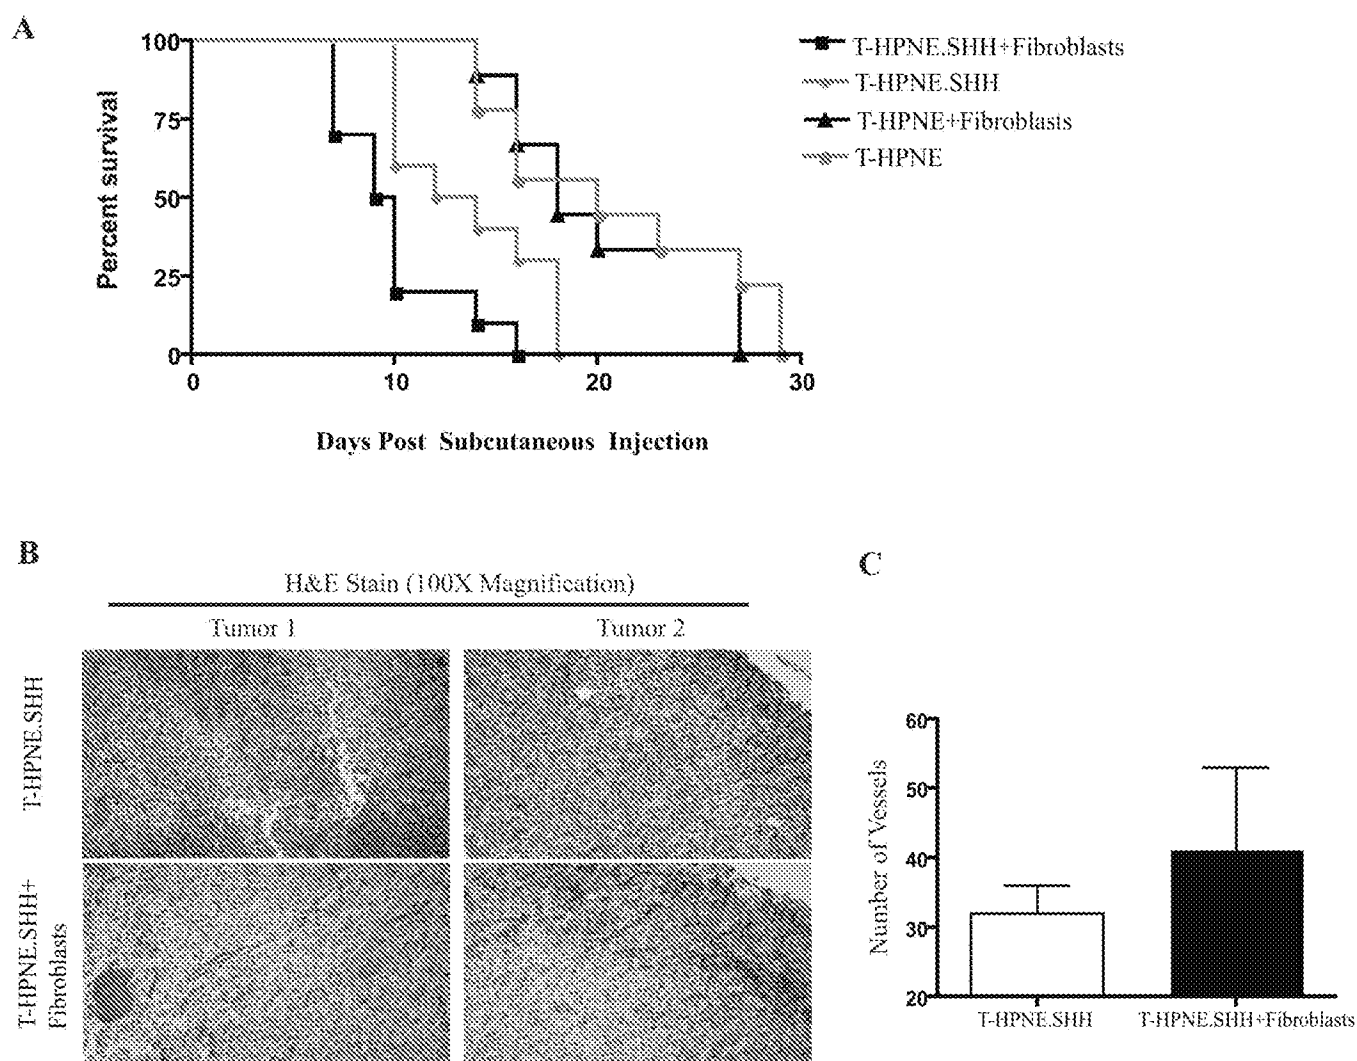 A
100
75
50
25
0
Percent survival
0 10 20 30
Days Post Subcutaneous Injection
T-HPNE.SHH+Fibroblasts
T-HPNE.SHH
T-HPNE+Fibroblasts
T-HPNE
B
H&E Stain (100X Magnification)
Tumor 1 Tumor 2
T-HPNE.SHH
T-HPNE.SHH+
Fibroblasts
C
60
50
40
30
20
Number of Vessels
T-HPNE.SHH T-HPNE.SHH+Fibroblasts